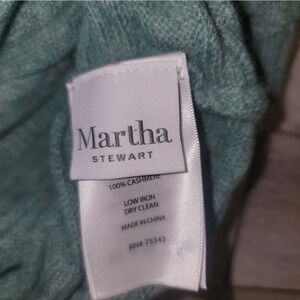 Martha
STEWART
100% CASHMERE
LOW IRON
DRY CLEAN
MADE IN CHINA
RN# 75343